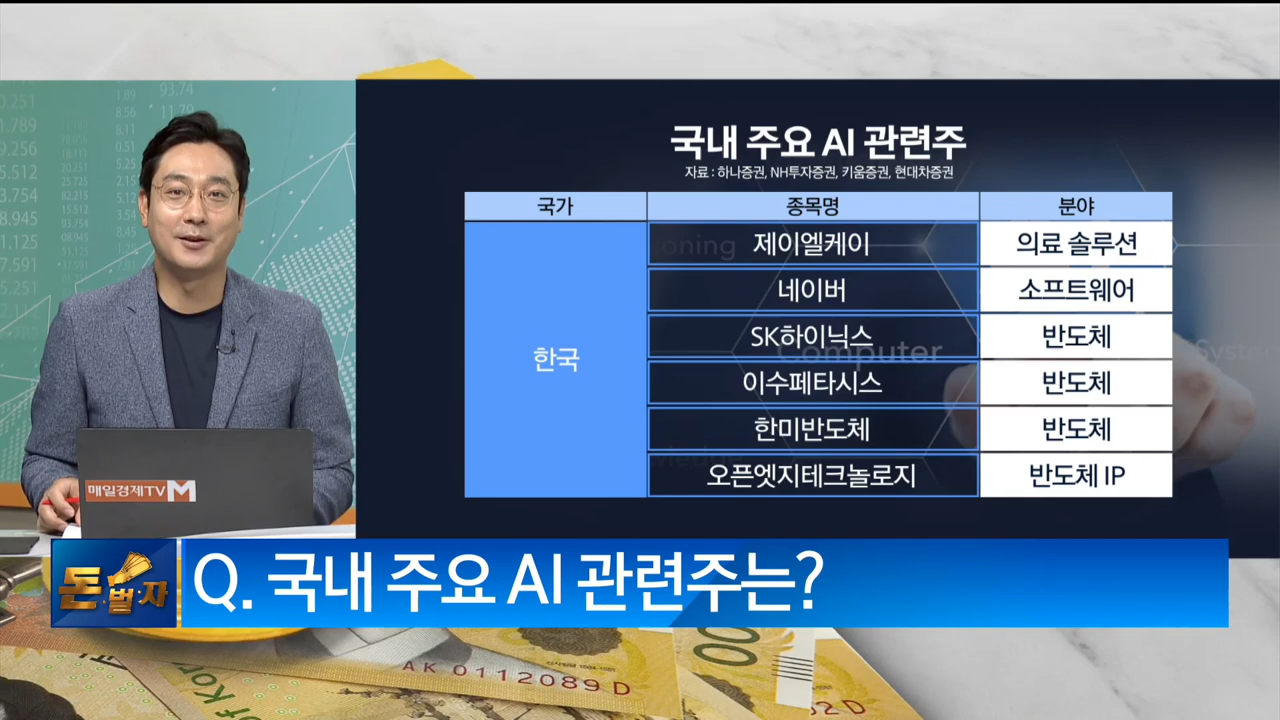 국내 주요 AI 관련주
자료 : 하나증권, NH투자증권, 키움증권, 현대차증권
국가 종목명 분야
한국
제이엘케이 의료 솔루션
네이버 소프트웨어
SK하이닉스 반도체
이수페타시스 반도체
한미반도체 반도체
오픈엣지테크놀로지 반도체 IP
Computer
매일경제TV M
돈.벌.자
Q. 국내 주요 AI 관련주는?
AK 0112089 D